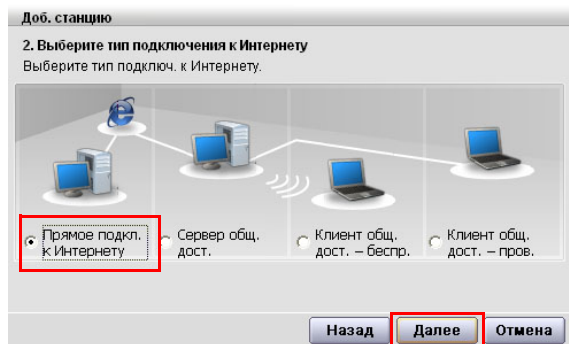 Доб. станцию
2. Выберите тип подключения к Интернету
Выберите тип подключ. к Интернету.
Прямое подкл.
к Интернету
Сервер общ.
дост.
Клиент общ.
дост. – беспр.
Клиент общ.
дост. – пров.
Назад
Далее
Отмена